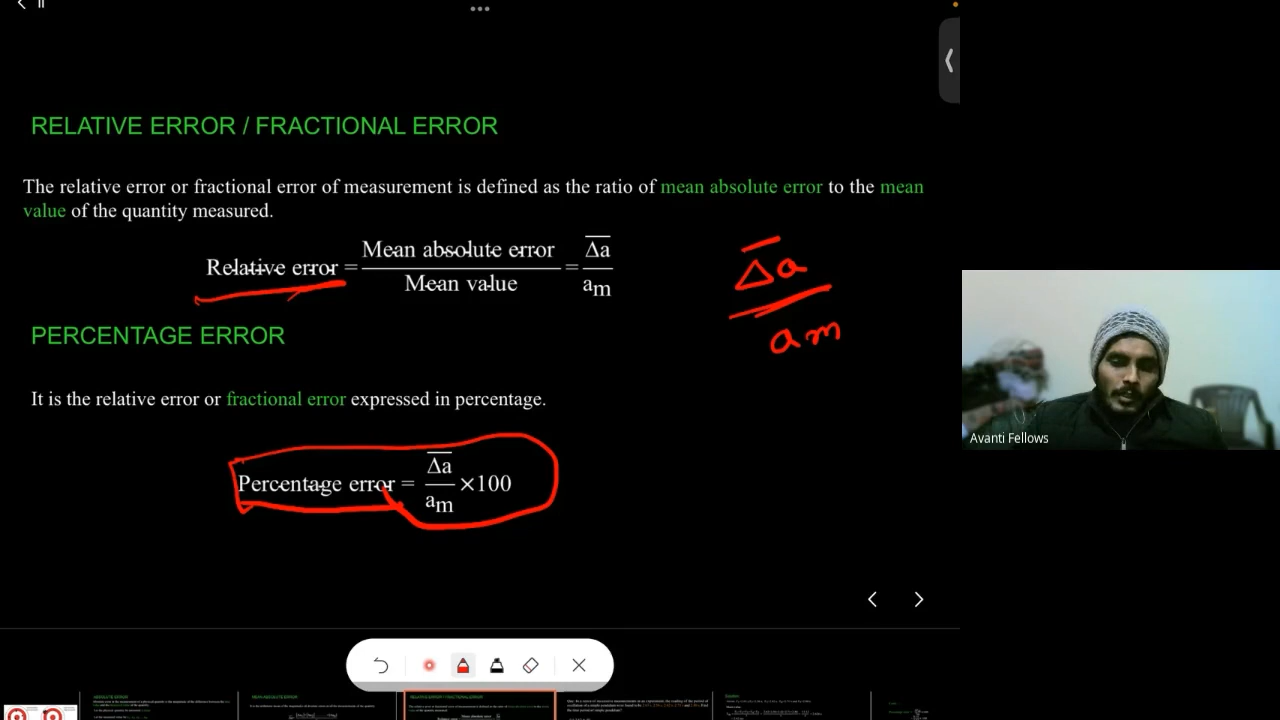 RELATIVE ERROR / FRACTIONAL ERROR
The relative error or fractional error of measurement is defined as the ratio of mean absolute error to the mean
value of the quantity measured.
Relative error = Mean absolute error / Mean value = Δ̅a̅ / aₘ
Δ̅a̅ / am
PERCENTAGE ERROR
It is the relative error or fractional error expressed in percentage.
Percentage error = Δ̅a̅ / aₘ ×100
Avanti Fellows